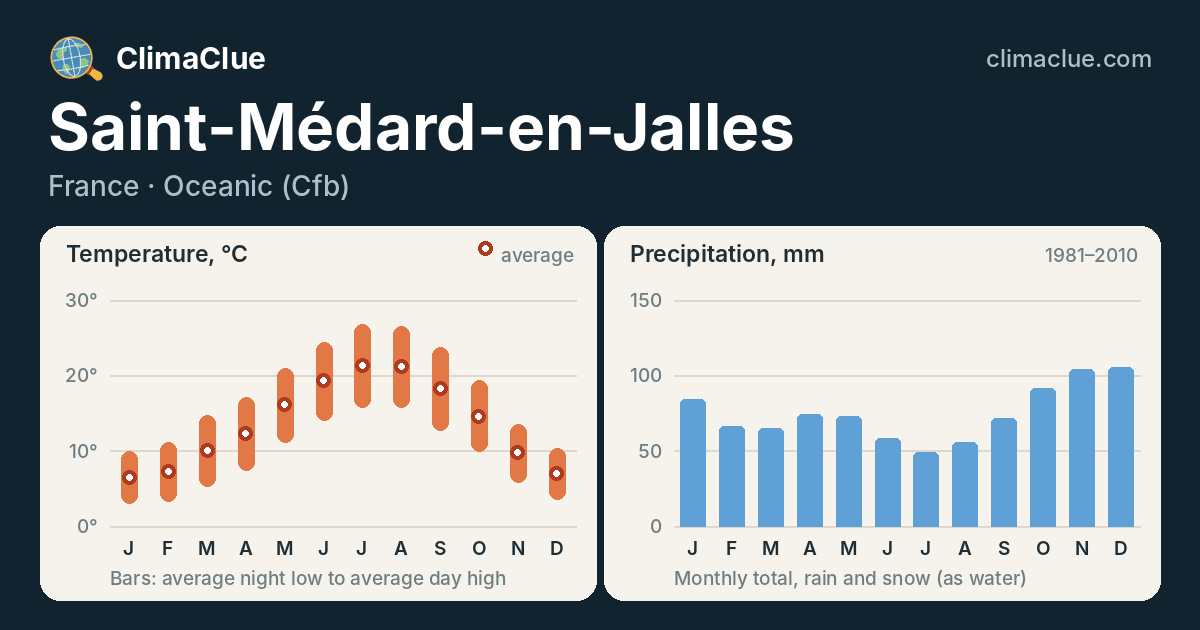 ClimaClue
climaclue.com
Saint-Médard-en-Jalles
France · Oceanic (Cfb)
Temperature, °C
average
30°
20°
10°
0°
J F M A M J J A S O N D
Bars: average night low to average day high
Precipitation, mm
1981–2010
150
100
50
0
J F M A M J J A S O N D
Monthly total, rain and snow (as water)